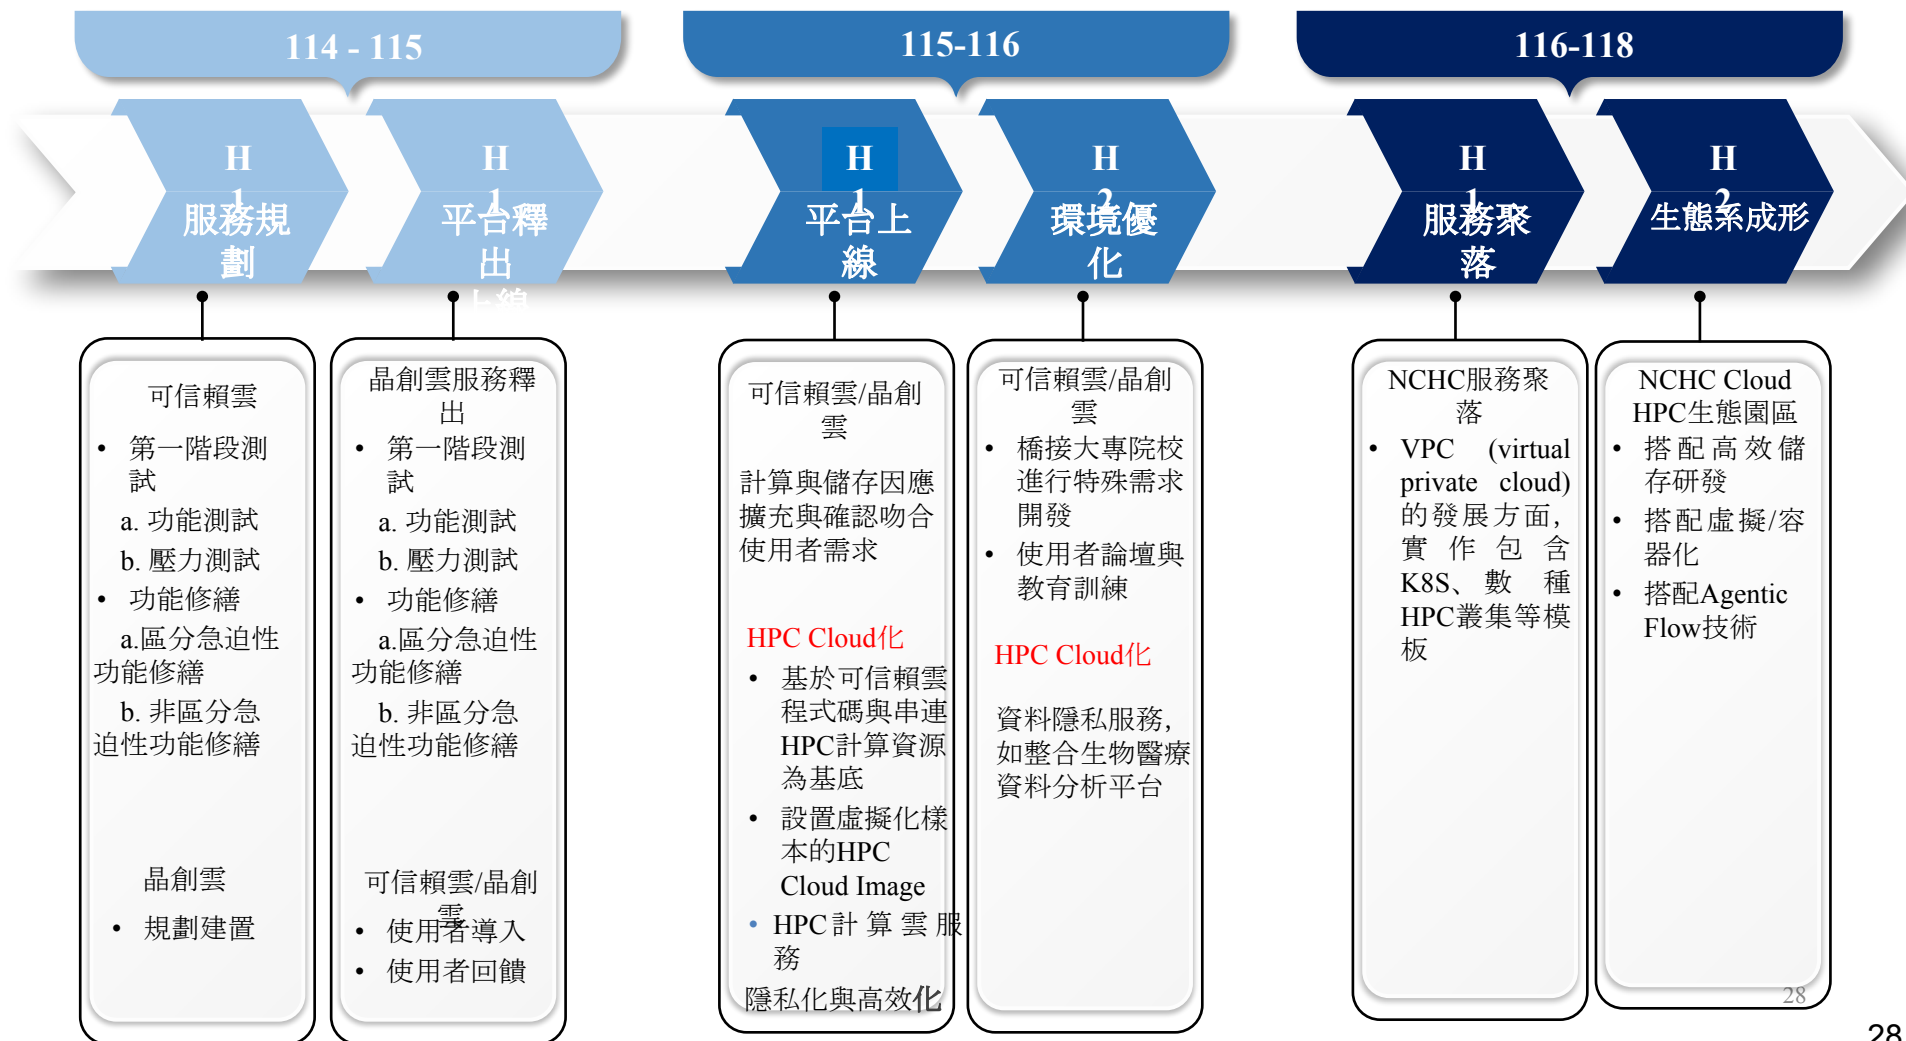 114 - 115
115-116
116-118
H
1
服務規
劃
H
1
平台釋
出
上線
H
1
平台上
線
H
2
環境優
化
H
1
服務聚
落
H
2
生態系成形
可信賴雲
• 第一階段測
試
a. 功能測試
b. 壓力測試
• 功能修繕
a.區分急迫性
功能修繕
b. 非區分急
迫性功能修繕
晶創雲
• 規劃建置
晶創雲服務釋
出
• 第一階段測
試
a. 功能測試
b. 壓力測試
• 功能修繕
a.區分急迫性
功能修繕
b. 非區分急
迫性功能修繕
可信賴雲/晶創
雲
• 使用者導入
• 使用者回饋
可信賴雲/晶創
雲
計算與儲存因應
擴充與確認吻合
使用者需求
HPC Cloud化
• 基於可信賴雲
程式碼與串連
HPC計算資源
為基底
• 設置虛擬化樣
本的HPC
Cloud Image
• HPC計算雲服
務
隱私化與高效化
可信賴雲/晶創
雲
• 橋接大專院校
進行特殊需求
開發
• 使用者論壇與
教育訓練
HPC Cloud化
資料隱私服務,
如整合生物醫療
資料分析平台
NCHC服務聚
落
• VPC (virtual
private cloud)
的發展方面,
實作包含
K8S、數種
HPC叢集等模
板
NCHC Cloud
HPC生態園區
• 搭配高效儲
存研發
• 搭配虛擬/容
器化
• 搭配Agentic
Flow技術
28
28